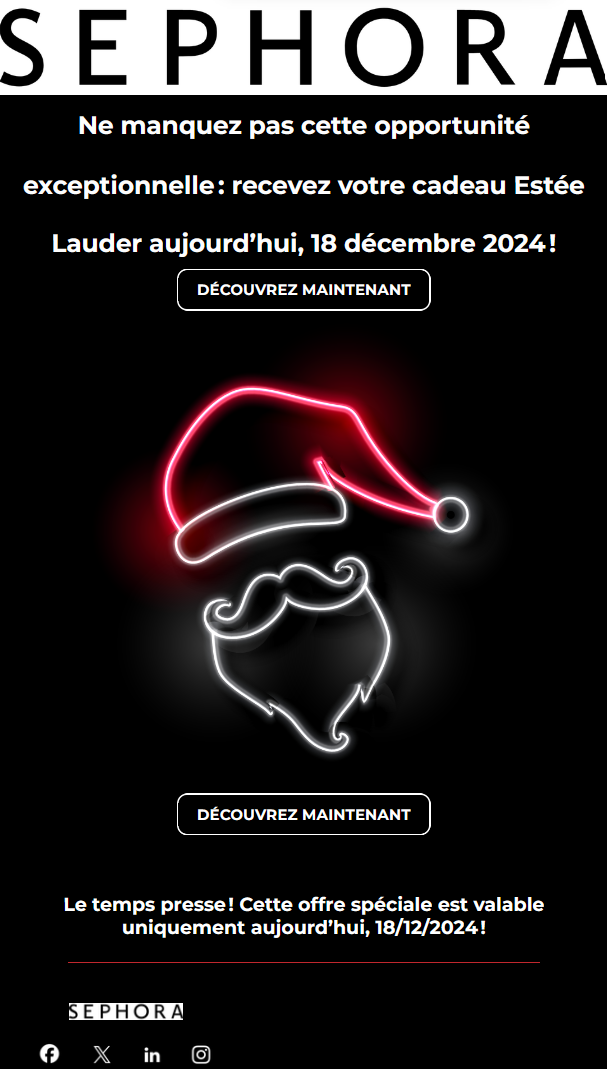 SEPHORA
Ne manquez pas cette opportunité
exceptionnelle : recevez votre cadeau Estée
Lauder aujourd’hui, 18 décembre 2024 !
DÉCOUVREZ MAINTENANT
DÉCOUVREZ MAINTENANT
Le temps presse ! Cette offre spéciale est valable
uniquement aujourd’hui, 18/12/2024 !
SEPHORA